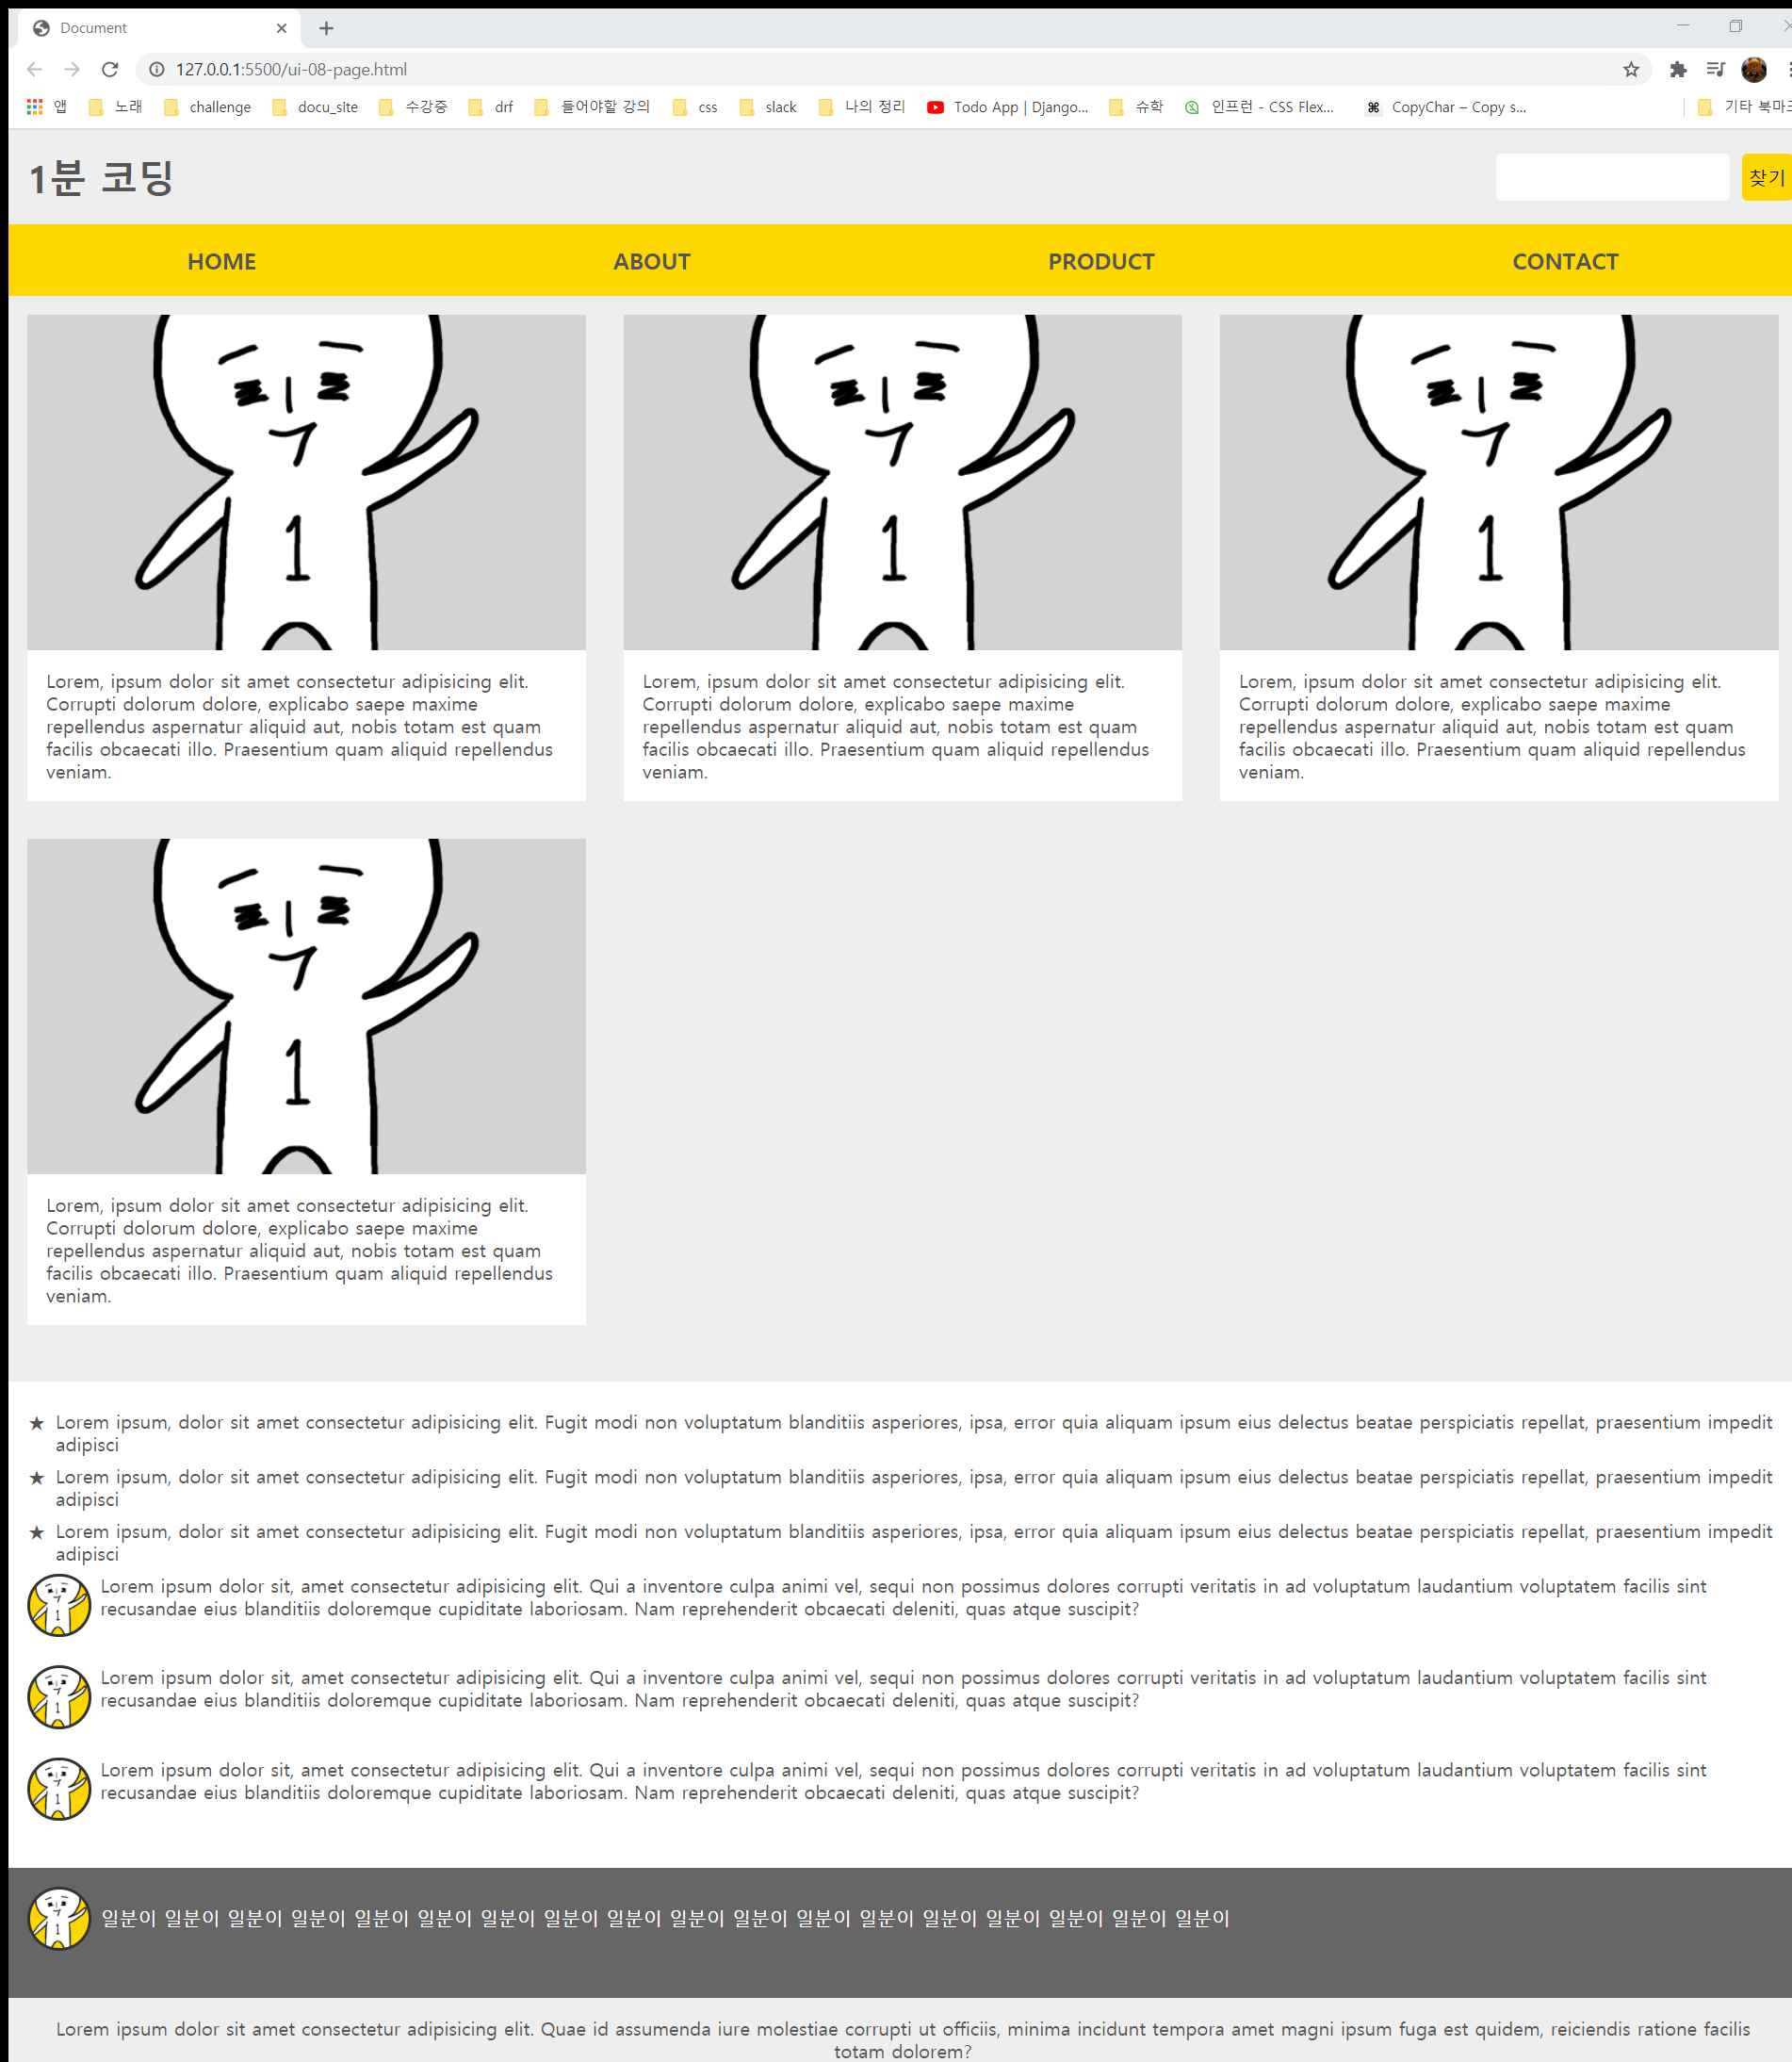 Document
127.0.0.1:5500/ui-08-page.html
앱 노래 challenge docu_site 수강중 drf 들어야할 강의 css slack 나의 정리 Todo App | Django... 슈학 인프런 - CSS Flex... CopyChar – Copy s... 기타 북마크
1분 코딩
찾기
HOME ABOUT PRODUCT CONTACT
1
1
1
Lorem, ipsum dolor sit amet consectetur adipisicing elit.
Corrupti dolorum dolore, explicabo saepe maxime
repellendus aspernatur aliquid aut, nobis totam est quam
facilis obcaecati illo. Praesentium quam aliquid repellendus
veniam.
Lorem, ipsum dolor sit amet consectetur adipisicing elit.
Corrupti dolorum dolore, explicabo saepe maxime
repellendus aspernatur aliquid aut, nobis totam est quam
facilis obcaecati illo. Praesentium quam aliquid repellendus
veniam.
Lorem, ipsum dolor sit amet consectetur adipisicing elit.
Corrupti dolorum dolore, explicabo saepe maxime
repellendus aspernatur aliquid aut, nobis totam est quam
facilis obcaecati illo. Praesentium quam aliquid repellendus
veniam.
1
Lorem, ipsum dolor sit amet consectetur adipisicing elit.
Corrupti dolorum dolore, explicabo saepe maxime
repellendus aspernatur aliquid aut, nobis totam est quam
facilis obcaecati illo. Praesentium quam aliquid repellendus
veniam.
★ Lorem ipsum, dolor sit amet consectetur adipisicing elit. Fugit modi non voluptatum blanditiis asperiores, ipsa, error quia aliquam ipsum eius delectus beatae perspiciatis repellat, praesentium impedit
adipisci
★ Lorem ipsum, dolor sit amet consectetur adipisicing elit. Fugit modi non voluptatum blanditiis asperiores, ipsa, error quia aliquam ipsum eius delectus beatae perspiciatis repellat, praesentium impedit
adipisci
★ Lorem ipsum, dolor sit amet consectetur adipisicing elit. Fugit modi non voluptatum blanditiis asperiores, ipsa, error quia aliquam ipsum eius delectus beatae perspiciatis repellat, praesentium impedit
adipisci
1
Lorem ipsum dolor sit, amet consectetur adipisicing elit. Qui a inventore culpa animi vel, sequi non possimus dolores corrupti veritatis in ad voluptatum laudantium voluptatem facilis sint
recusandae eius blanditiis doloremque cupiditate laboriosam. Nam reprehenderit obcaecati deleniti, quas atque suscipit?
1
Lorem ipsum dolor sit, amet consectetur adipisicing elit. Qui a inventore culpa animi vel, sequi non possimus dolores corrupti veritatis in ad voluptatum laudantium voluptatem facilis sint
recusandae eius blanditiis doloremque cupiditate laboriosam. Nam reprehenderit obcaecati deleniti, quas atque suscipit?
1
Lorem ipsum dolor sit, amet consectetur adipisicing elit. Qui a inventore culpa animi vel, sequi non possimus dolores corrupti veritatis in ad voluptatum laudantium voluptatem facilis sint
recusandae eius blanditiis doloremque cupiditate laboriosam. Nam reprehenderit obcaecati deleniti, quas atque suscipit?
1
일분이 일분이 일분이 일분이 일분이 일분이 일분이 일분이 일분이 일분이 일분이 일분이 일분이 일분이 일분이 일분이 일분이 일분이
Lorem ipsum dolor sit amet consectetur adipisicing elit. Quae id assumenda iure molestiae corrupti ut officiis, minima incidunt tempora amet magni ipsum fuga est quidem, reiciendis ratione facilis
totam dolorem?